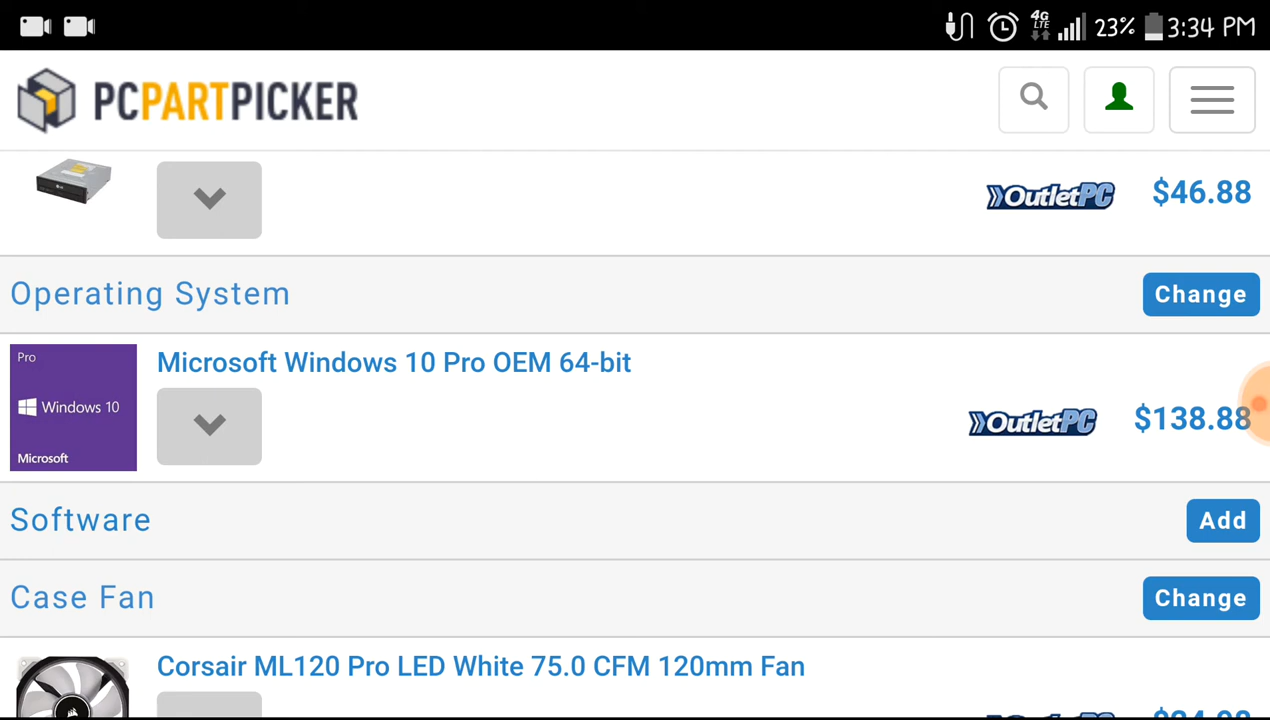 4G LTE 23% 3:34 PM
PCPARTPICKER
OutletPC $46.88
Operating System Change
Pro
Windows 10
Microsoft
Microsoft Windows 10 Pro OEM 64-bit
OutletPC $138.88
Software Add
Case Fan Change
Corsair ML120 Pro LED White 75.0 CFM 120mm Fan